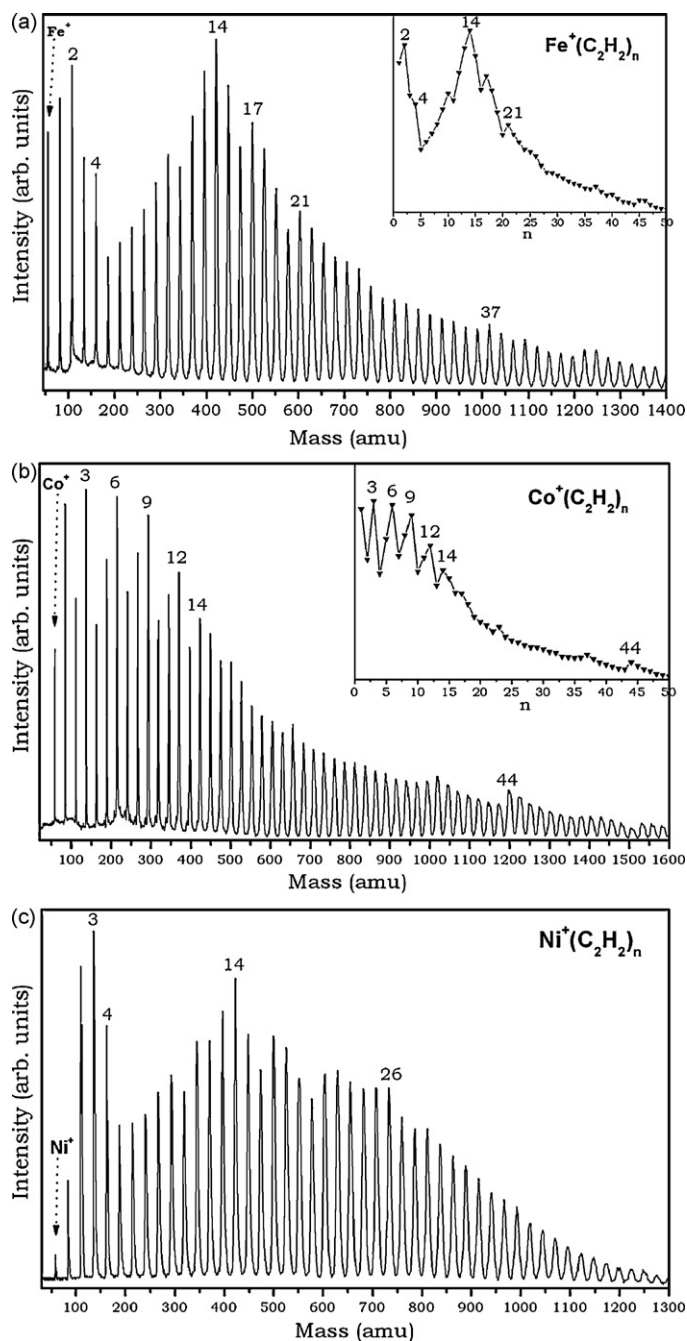 (a)
Fe⁺
2
4
14
17
21
37
Fe⁺(C₂H₂)ₙ
2
4
14
21
0 5 10 15 20 25 30 35 40 45 50
n
Intensity (arb. units)
100 200 300 400 500 600 700 800 900 1000 1100 1200 1300 1400
Mass (amu)
(b)
Co⁺
3
6
9
12
14
44
Co⁺(C₂H₂)ₙ
3
6
9
12
14
44
0 5 10 15 20 25 30 35 40 45 50
n
Intensity (arb. units)
100 200 300 400 500 600 700 800 900 1000 1100 1200 1300 1400 1500 1600
Mass (amu)
(c)
Ni⁺
3
4
14
26
Ni⁺(C₂H₂)ₙ
Intensity (arb. units)
100 200 300 400 500 600 700 800 900 1000 1100 1200 1300
Mass (amu)